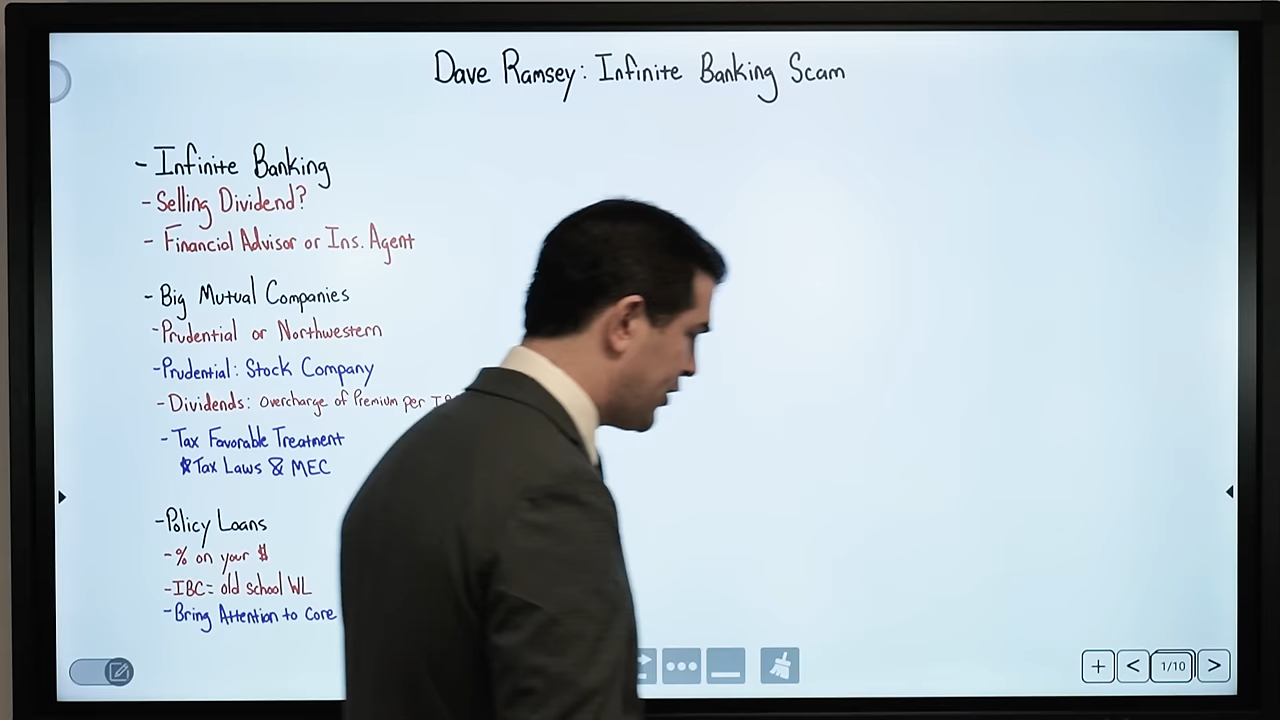 Dave Ramsey: Infinite Banking Scam
- Infinite Banking
- Selling Dividend?
- Financial Advisor or Ins. Agent
- Big Mutual Companies
- Prudential or Northwestern
- Prudential: Stock Company
- Dividends: Overcharge of Premium per
- Tax Favorable Treatment
Tax Laws & MEC
- Policy Loans
- % on your $
- IBC= old school WL
- Bring Attention to Core
1/10